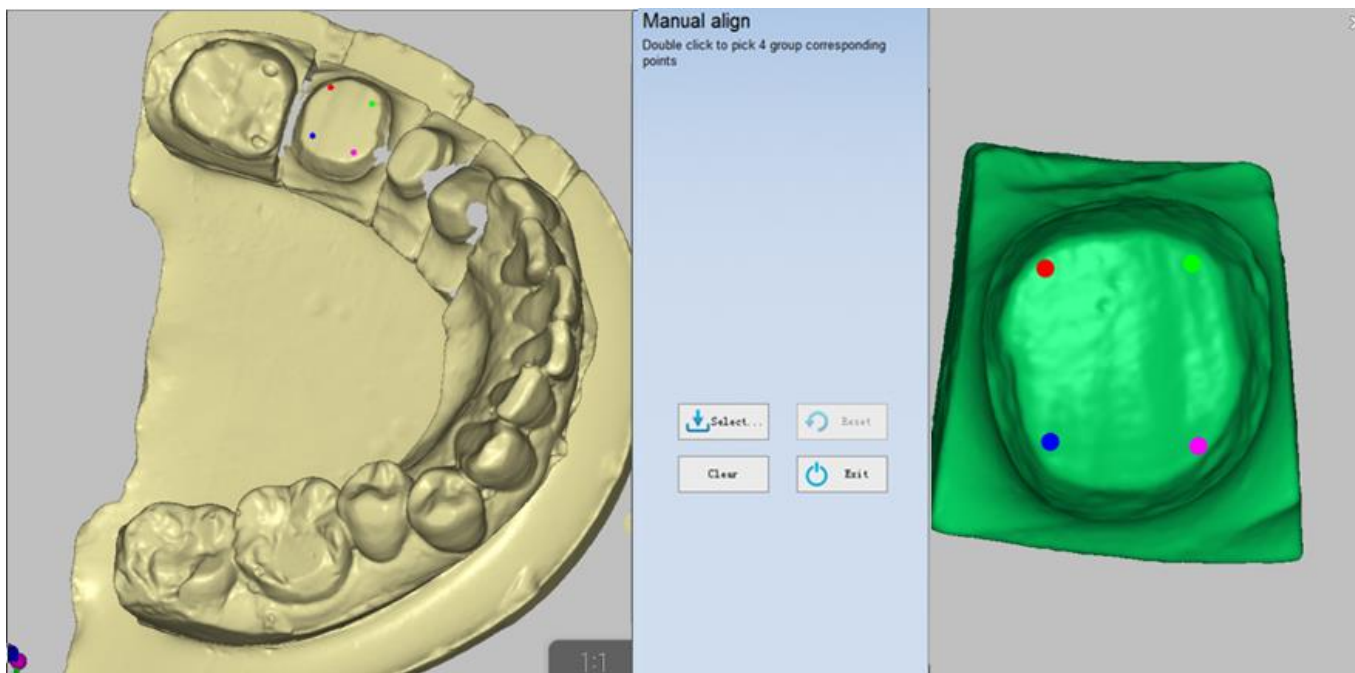 Manual align
Double click to pick 4 group corresponding
points
Select... Reset
Clear Exit
1:1